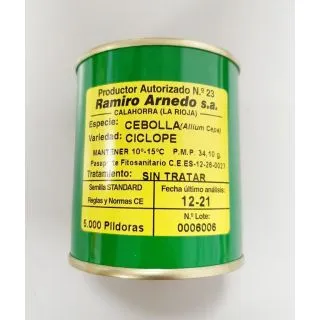 Productor Autorizado N.º 23
Ramiro Arnedo s.a.
CALAHORRA (LA RIOJA)
Especie: CEBOLLA (Allium Cepa)
Variedad: CICLOPE
MANTENER 10º-15ºC P.M.P. 34,10 g.
Pasaporte Fitosanitario C.E. ES-12-26-0027
Tratamiento: SIN TRATAR
Semilla STANDARD
Reglas y Normas CE
Fecha último análisis:
12-21
5.000 Píldoras
Nº Lote:
0006006